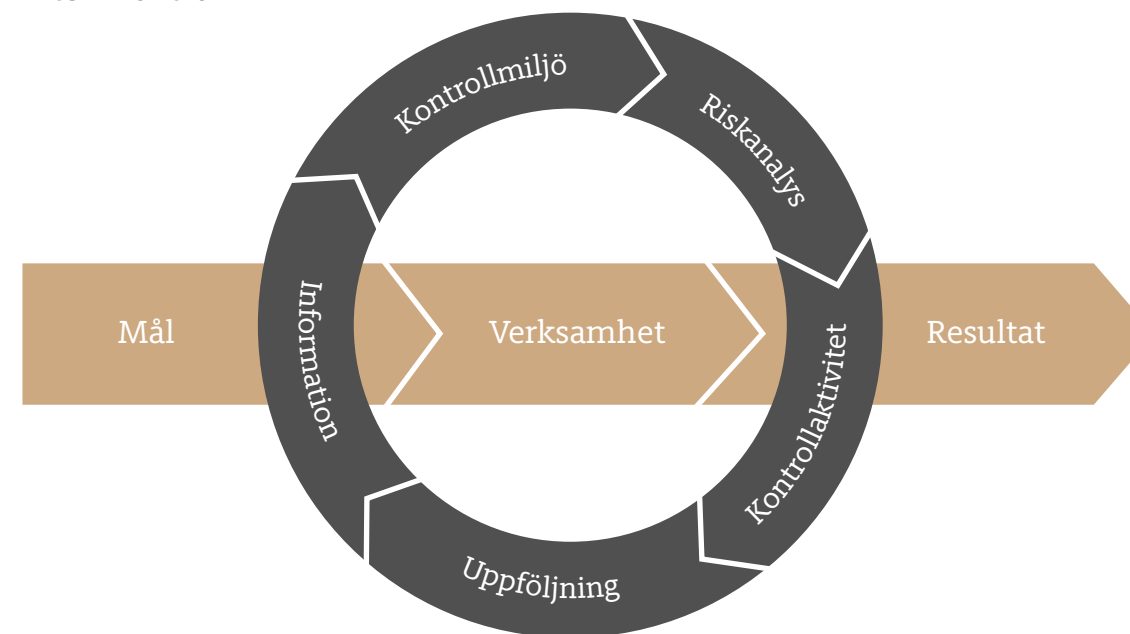 Kontrollmiljö
Riskanalys
Mål
Information
Verksamhet
Kontrollaktivitet
Resultat
Uppföljning